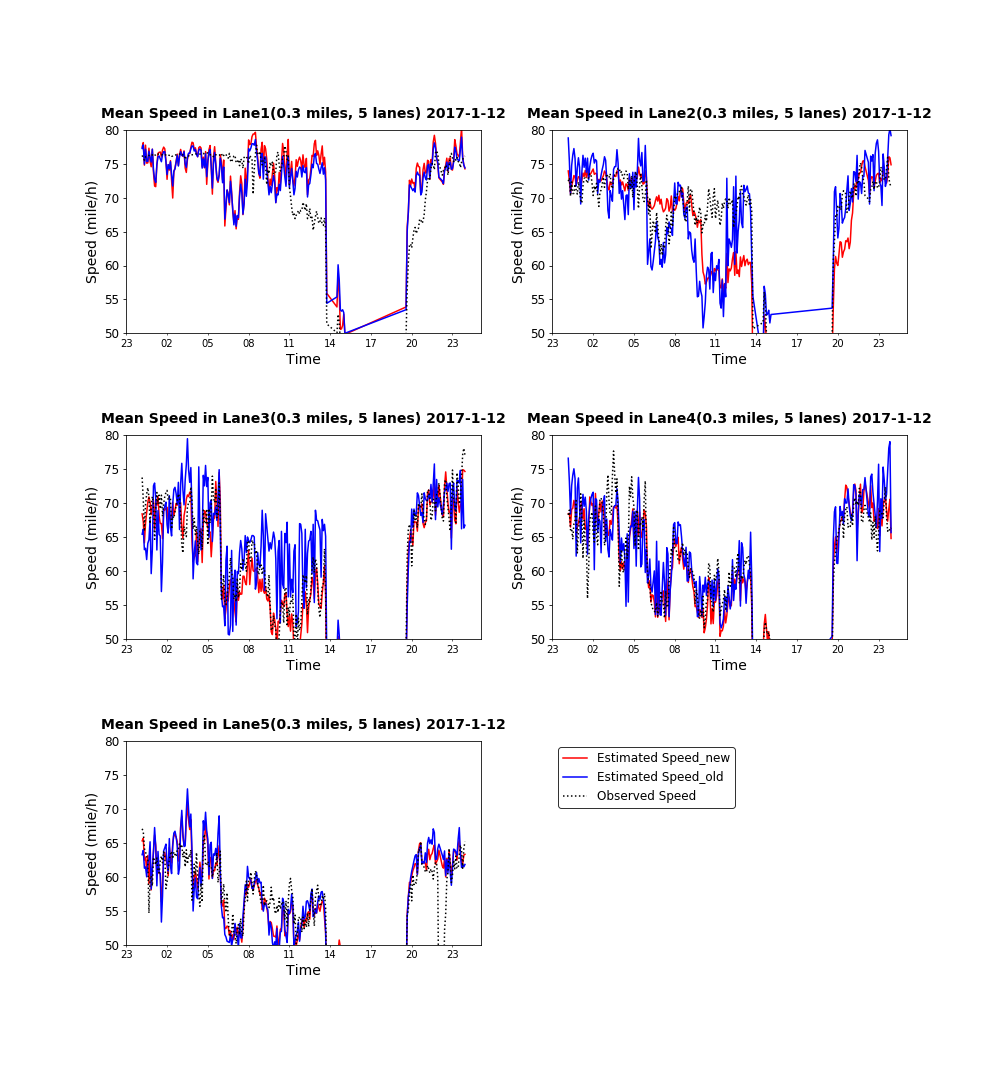 Mean Speed in Lane1(0.3 miles, 5 lanes) 2017-1-12
80
75
70
65
60
55
50
Speed (mile/h)
23 02 05 08 11 14 17 20 23
Time
Mean Speed in Lane2(0.3 miles, 5 lanes) 2017-1-12
80
75
70
65
60
55
50
Speed (mile/h)
23 02 05 08 11 14 17 20 23
Time
Mean Speed in Lane3(0.3 miles, 5 lanes) 2017-1-12
80
75
70
65
60
55
50
Speed (mile/h)
23 02 05 08 11 14 17 20 23
Time
Mean Speed in Lane4(0.3 miles, 5 lanes) 2017-1-12
80
75
70
65
60
55
50
Speed (mile/h)
23 02 05 08 11 14 17 20 23
Time
Mean Speed in Lane5(0.3 miles, 5 lanes) 2017-1-12
80
75
70
65
60
55
50
Speed (mile/h)
23 02 05 08 11 14 17 20 23
Time
Estimated Speed_new
Estimated Speed_old
Observed Speed